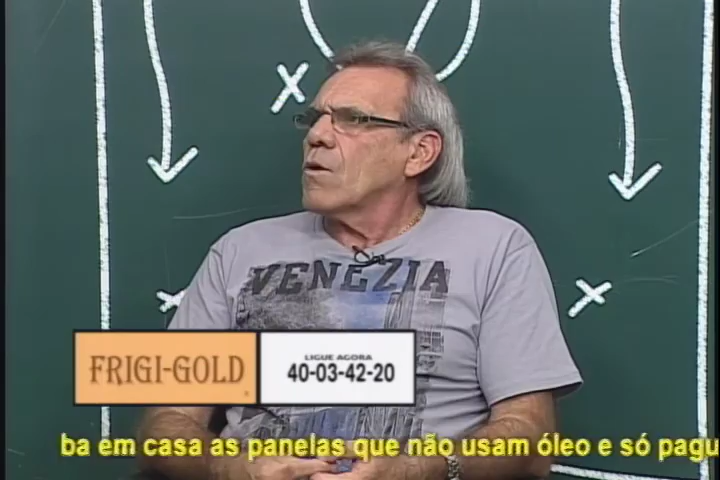 VENEZIA
FRIGI-GOLD
LIGUE AGORA
40-03-42-20
ba em casa as panelas que não usam óleo e só pagu